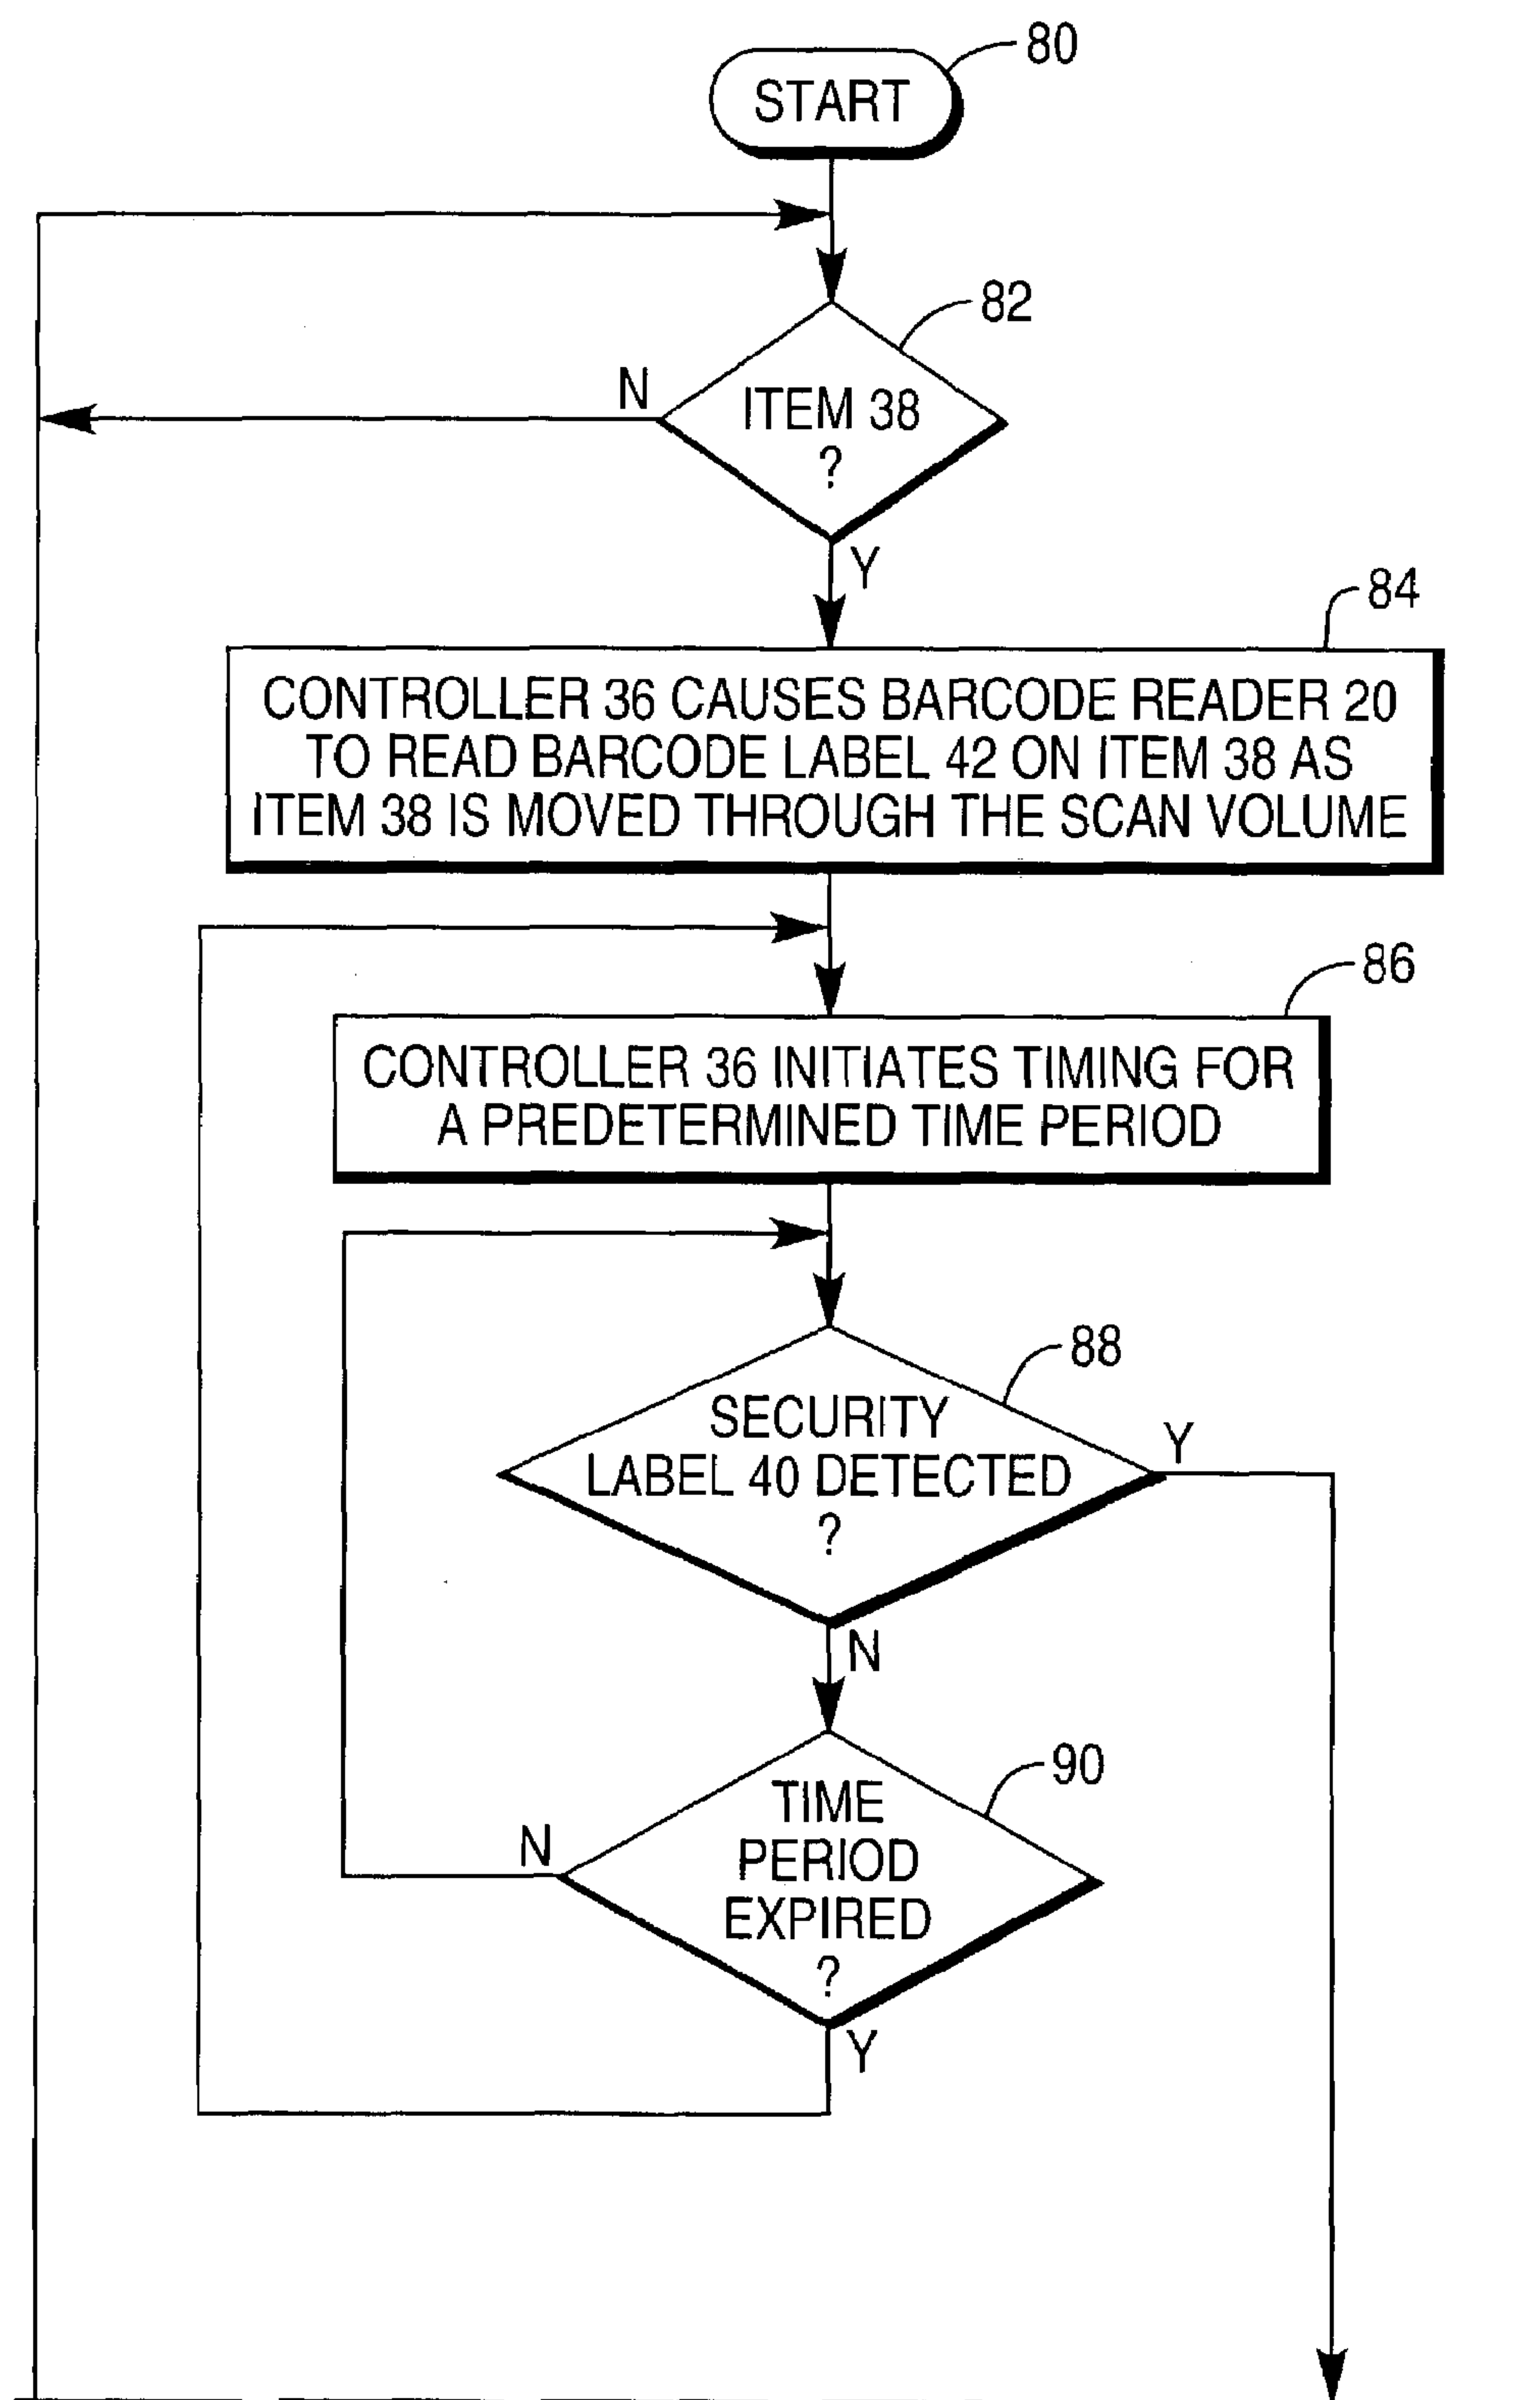 80
START
82
N
ITEM 38
?
Y
84
CONTROLLER 36 CAUSES BARCODE READER 20
TO READ BARCODE LABEL 42 ON ITEM 38 AS
ITEM 38 IS MOVED THROUGH THE SCAN VOLUME
86
CONTROLLER 36 INITIATES TIMING FOR
A PREDETERMINED TIME PERIOD
88
SECURITY
LABEL 40 DETECTED
?
Y
N
90
TIME
PERIOD
EXPIRED
?
N
Y